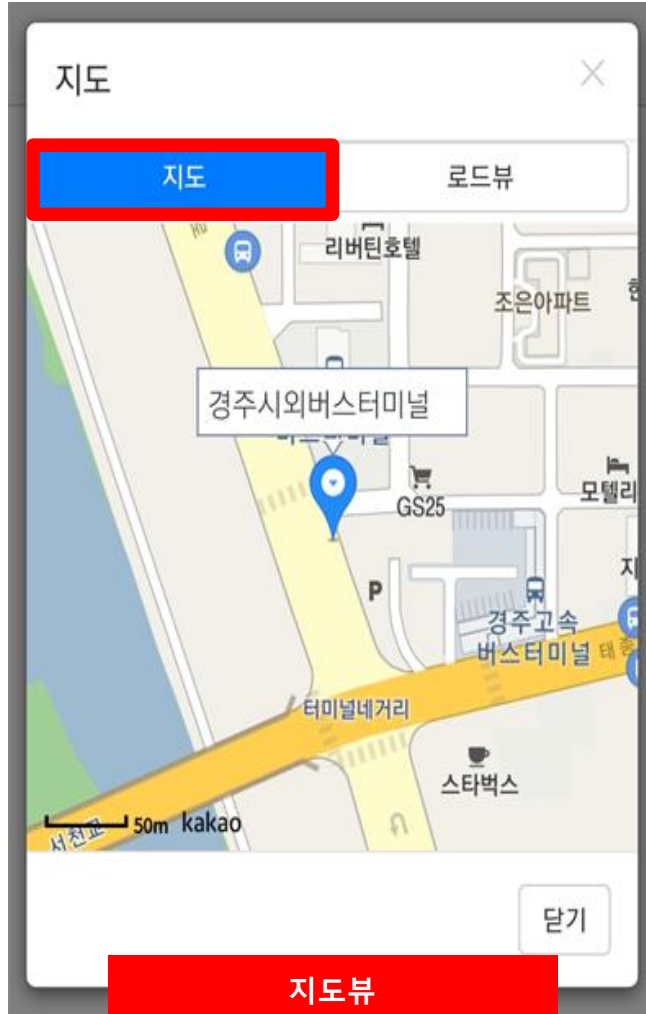 지도
지도
로드뷰
리버틴호텔
조은아파트
경주시외버스터미널
GS25
모텔리
P
경주고속
버스터미널
터미널네거리
스타벅스
50m kakao
서천교
닫기
지도뷰